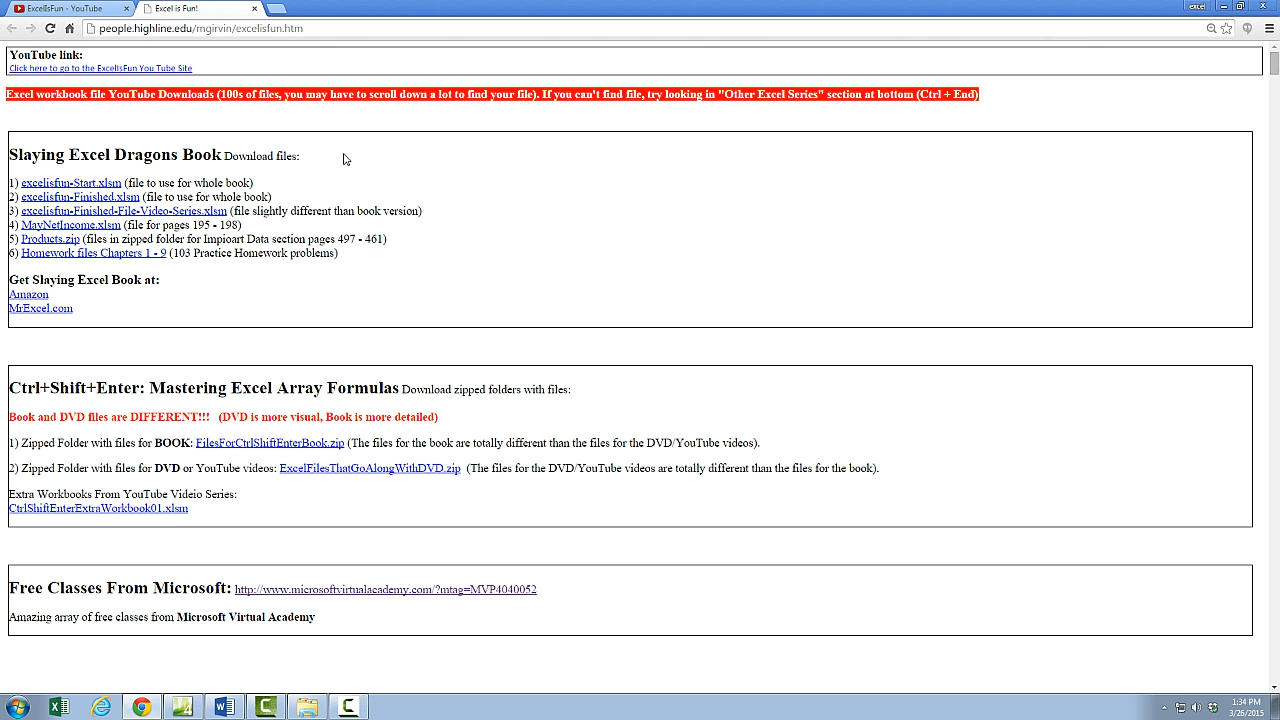 ExcelIsFun - YouTube
Excel is Fun!
excel
people.highline.edu/mgirvin/excelisfun.htm
YouTube link:
Click here to go to the ExcelIsFun You Tube Site
Excel workbook file YouTube Downloads (100s of files, you may have to scroll down a lot to find your file). If you can't find file, try looking in "Other Excel Series" section at bottom (Ctrl + End)
Slaying Excel Dragons Book Download files:
1) excelisfun-Start.xlsm (file to use for whole book)
2) excelisfun-Finished.xlsm (file to use for whole book)
3) excelisfun-Finished-File-Video-Series.xlsm (file slightly different than book version)
4) MayNetIncome.xlsm (file for pages 195 - 198)
5) Products.zip (files in zipped folder for Impioart Data section pages 497 - 461)
6) Homework files Chapters 1 - 9 (103 Practice Homework problems)
Get Slaying Excel Book at:
Amazon
MrExcel.com
Ctrl+Shift+Enter: Mastering Excel Array Formulas Download zipped folders with files:
Book and DVD files are DIFFERENT!!! (DVD is more visual, Book is more detailed)
1) Zipped Folder with files for BOOK: FilesForCtrlShiftEnterBook.zip (The files for the book are totally different than the files for the DVD/YouTube videos).
2) Zipped Folder with files for DVD or YouTube videos: ExcelFilesThatGoAlongWithDVD.zip (The files for the DVD/YouTube videos are totally different than the files for the book).
Extra Workbooks From YouTube Videio Series:
CtrlShiftEnterExtraWorkbook01.xlsm
Free Classes From Microsoft: http://www.microsoftvirtualacademy.com/?mtag=MVP4040052
Amazing array of free classes from Microsoft Virtual Academy
1:34 PM
3/26/2015